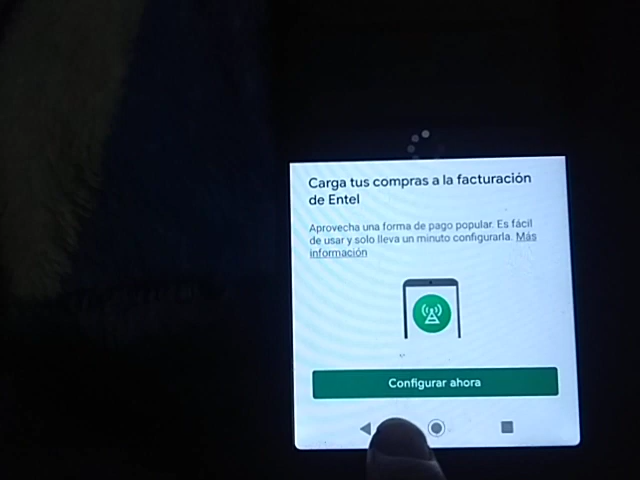 Carga tus compras a la facturación
de Entel
Aprovecha una forma de pago popular. Es fácil
de usar y solo lleva un minuto configurarla. Más
información
Configurar ahora